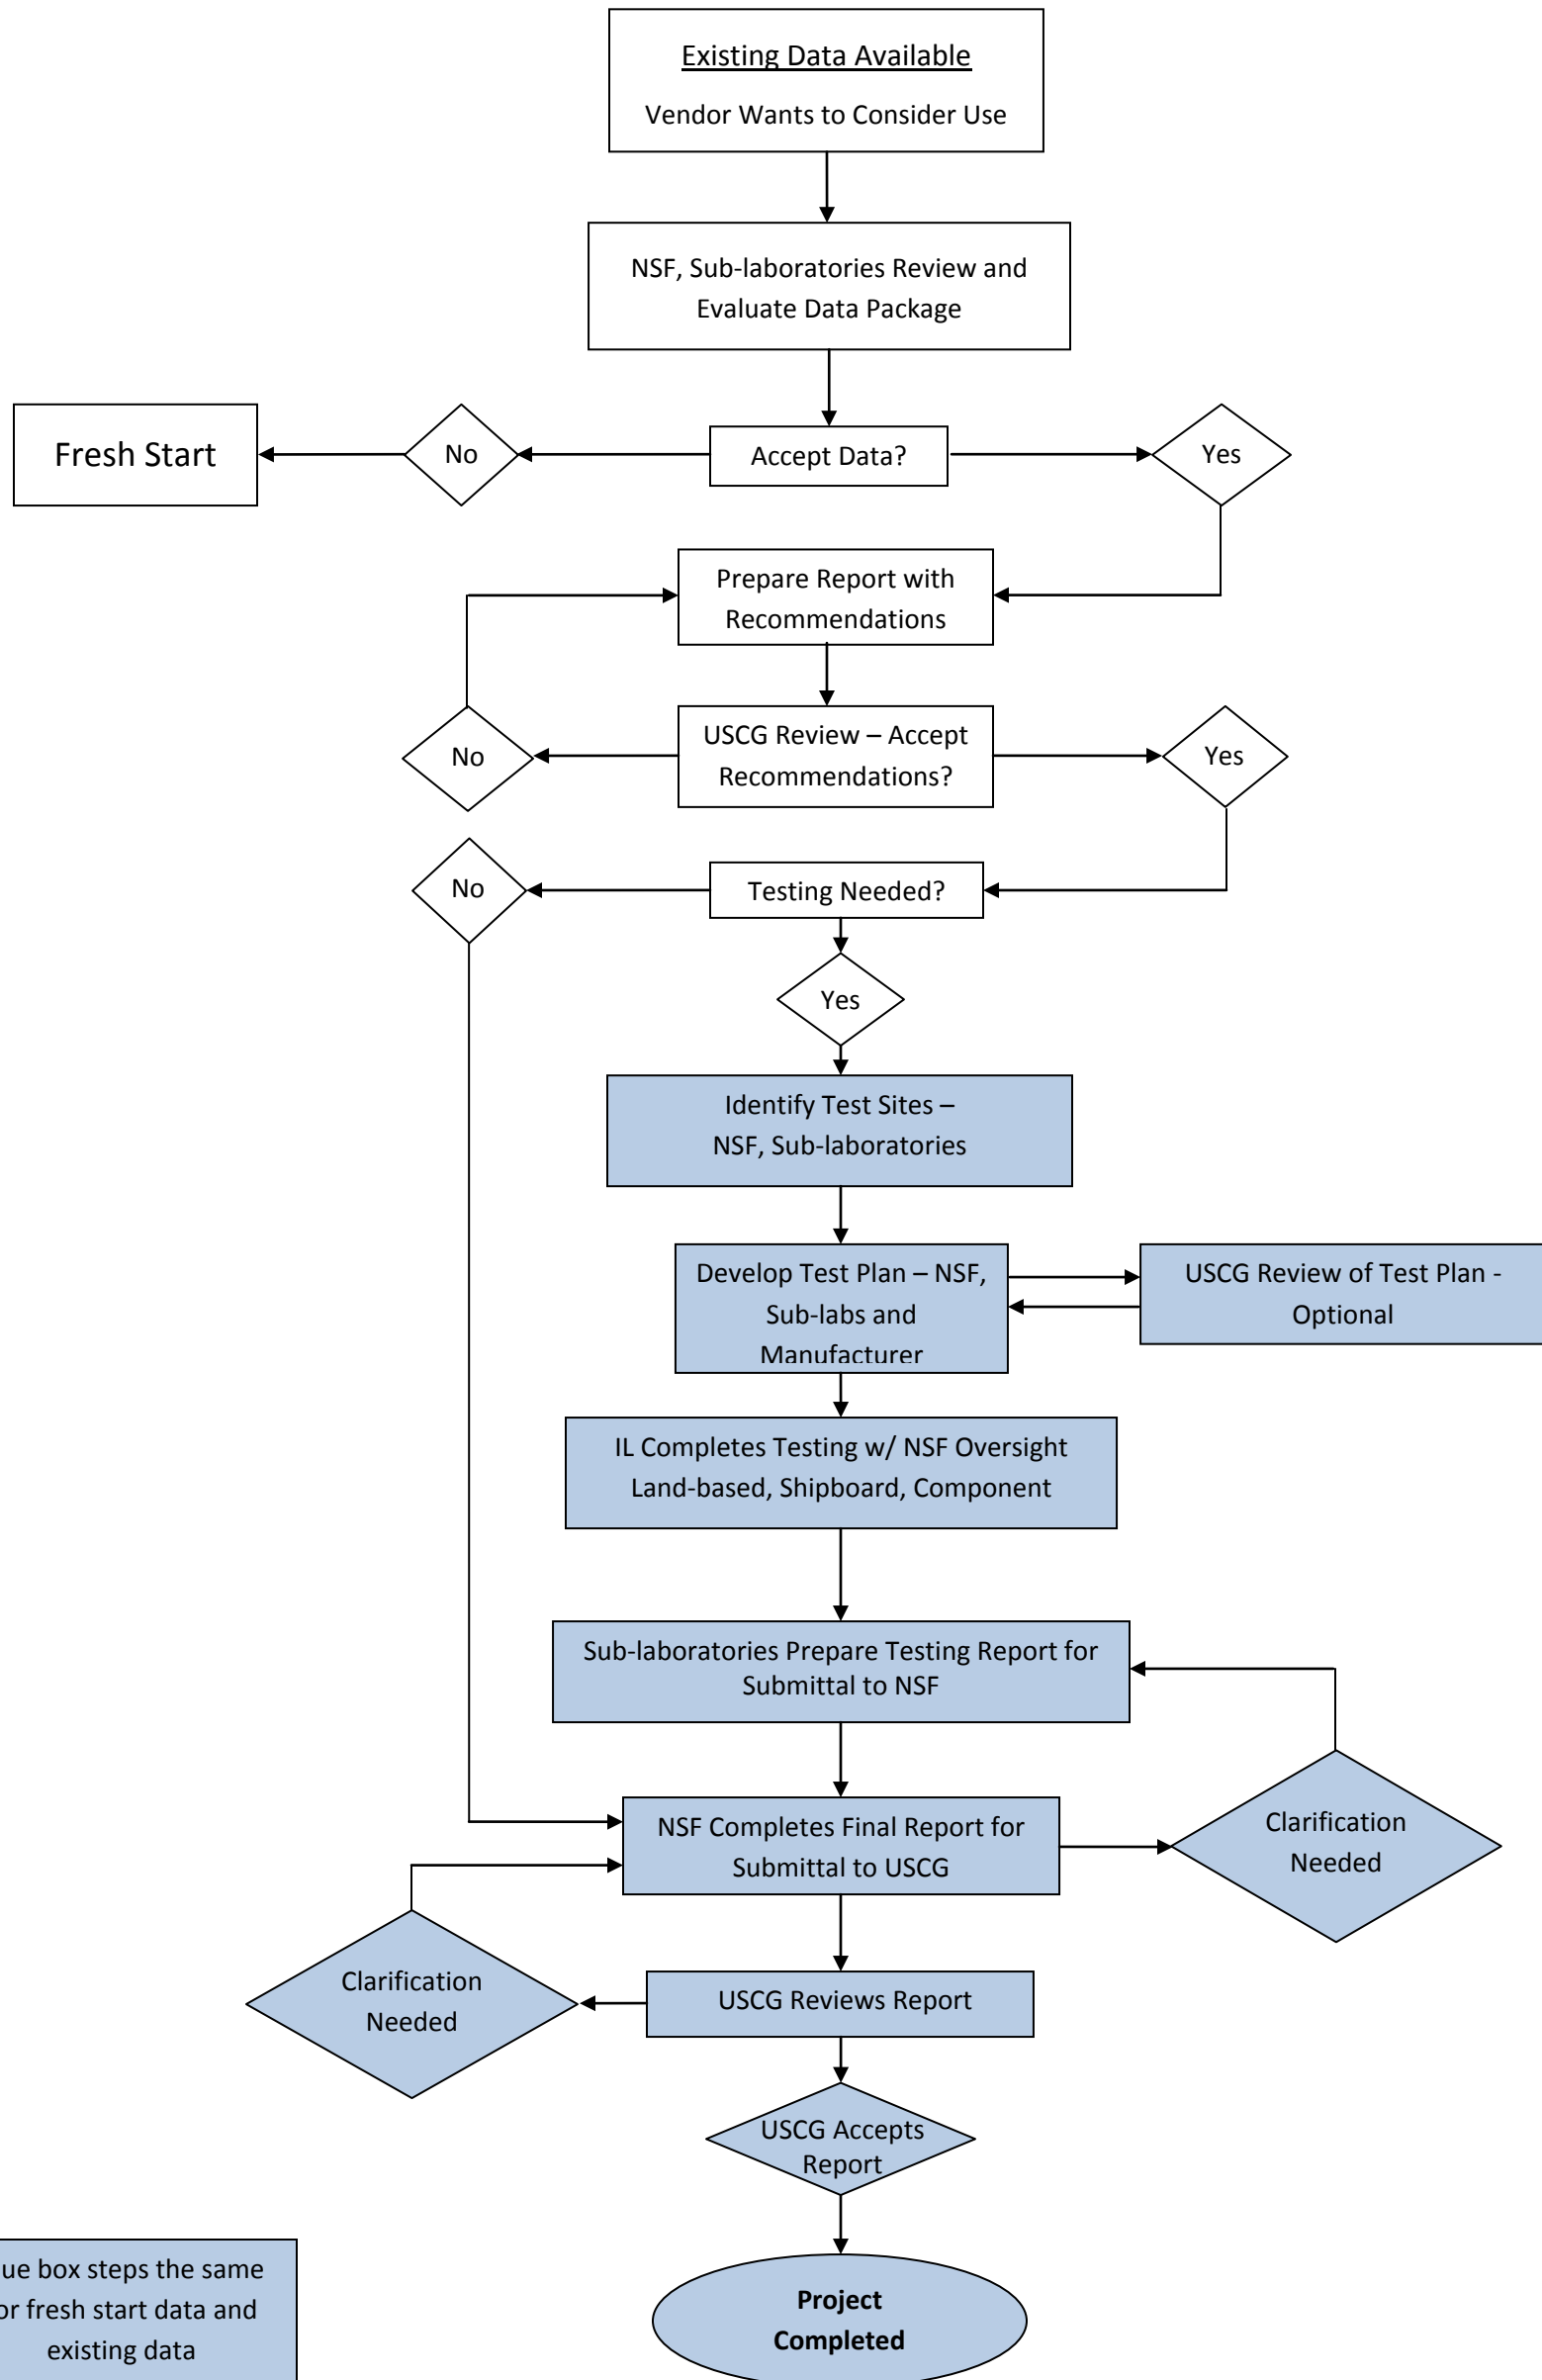 Existing Data Available
Vendor Wants to Consider Use
NSF, Sub-laboratories Review and
Evaluate Data Package
Fresh Start
No
Accept Data?
Yes
Prepare Report with
Recommendations
No
USCG Review – Accept
Recommendations?
Yes
No
Testing Needed?
Yes
Identify Test Sites –
NSF, Sub-laboratories
Develop Test Plan – NSF,
Sub-labs and
Manufacturer
USCG Review of Test Plan -
Optional
IL Completes Testing w/ NSF Oversight
Land-based, Shipboard, Component
Sub-laboratories Prepare Testing Report for
Submittal to NSF
NSF Completes Final Report for
Submittal to USCG
Clarification
Needed
Clarification
Needed
USCG Reviews Report
USCG Accepts
Report
box steps the same
fresh start data and
existing data
Project
Completed